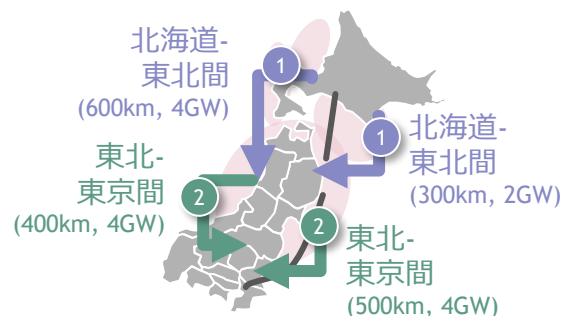 北海道-
東北間
(600km, 4GW)
1
1
北海道-
東北間
(300km, 2GW)
東北-
東京間
(400km, 4GW)
2
2
東北-
東京間
(500km, 4GW)